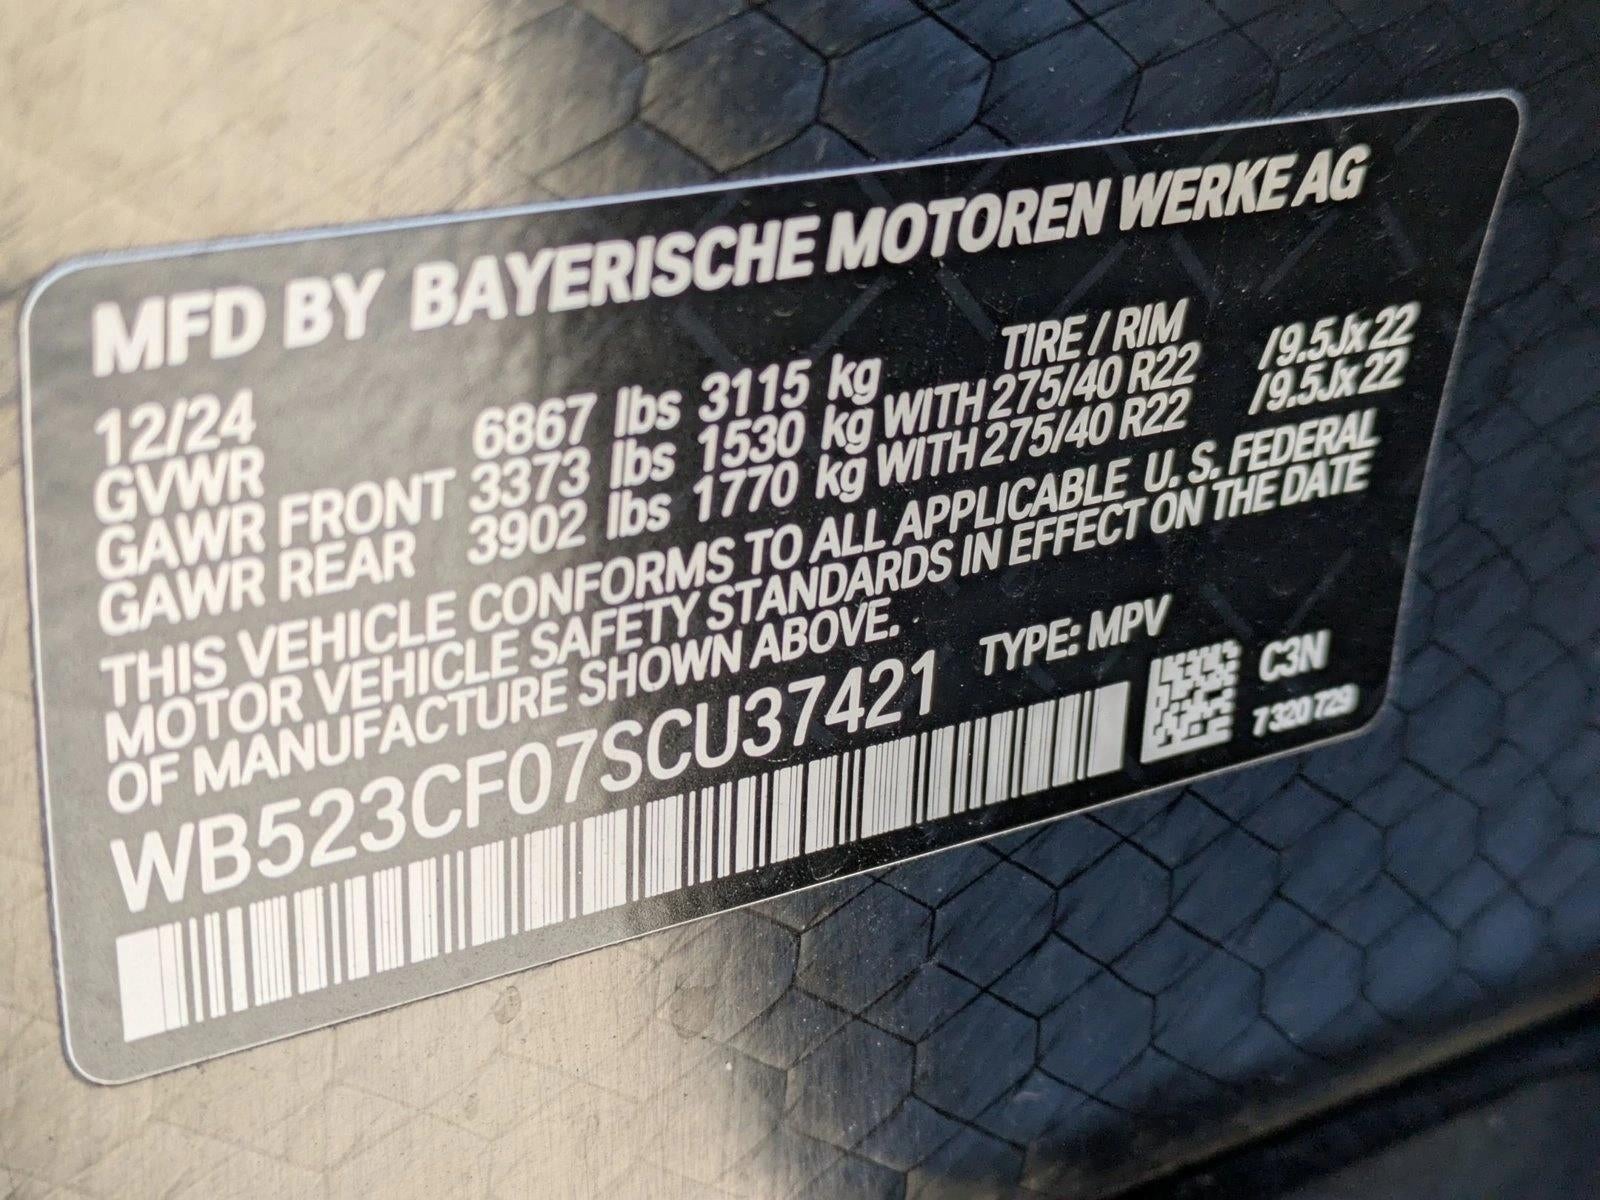 MFD BY BAYERISCHE MOTOREN WERKE AG
12/24 TIRE / RIM
GVWR 6867 lbs 3115 kg
GAWR FRONT 3373 lbs 1530 kg WITH 275/40 R22 /9.5Jx22
GAWR REAR 3902 lbs 1770 kg WITH 275/40 R22 /9.5Jx22
THIS VEHICLE CONFORMS TO ALL APPLICABLE U. S. FEDERAL
MOTOR VEHICLE SAFETY STANDARDS IN EFFECT ON THE DATE
OF MANUFACTURE SHOWN ABOVE.
WB523CF07SCU37421 TYPE: MPV
C3N
7 320 729